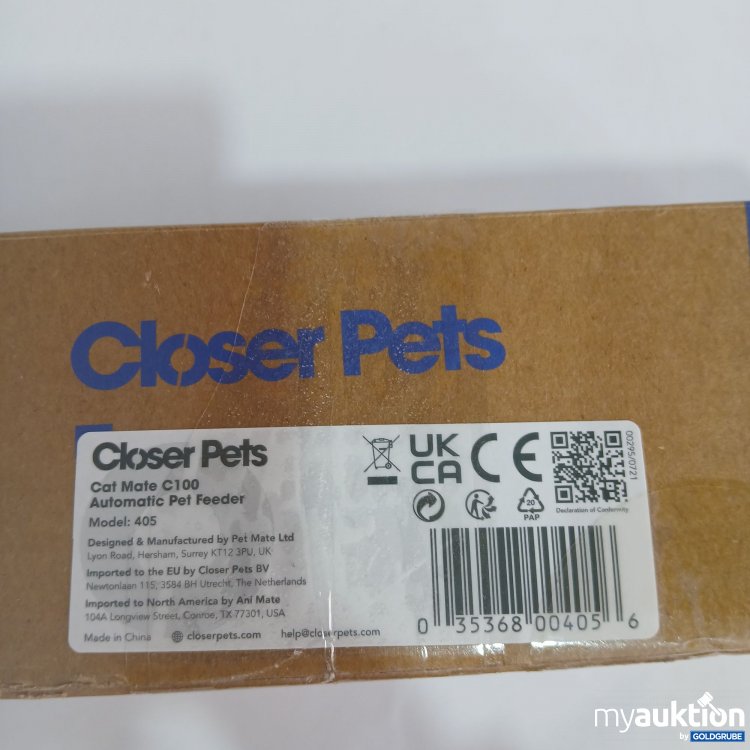 Closer Pets
Closer Pets
Cat Mate C100
Automatic Pet Feeder
Model: 405
Designed & Manufactured by Pet Mate Ltd
Lyon Road, Hersham, Surrey KT12 3PU, UK
Imported to the EU by Closer Pets BV
Newtonlaan 115, 3584 BH Utrecht, The Netherlands
Imported to North America by Ani Mate
104A Longview Street, Conroe, TX 77301, USA
Made in China closerpets.com help@closerpets.com
UK
CA
CE
20
PAP
00295/0721
Declaration of Conformity
0 35368 00405 6
myauktion
by GOLDGRUBE